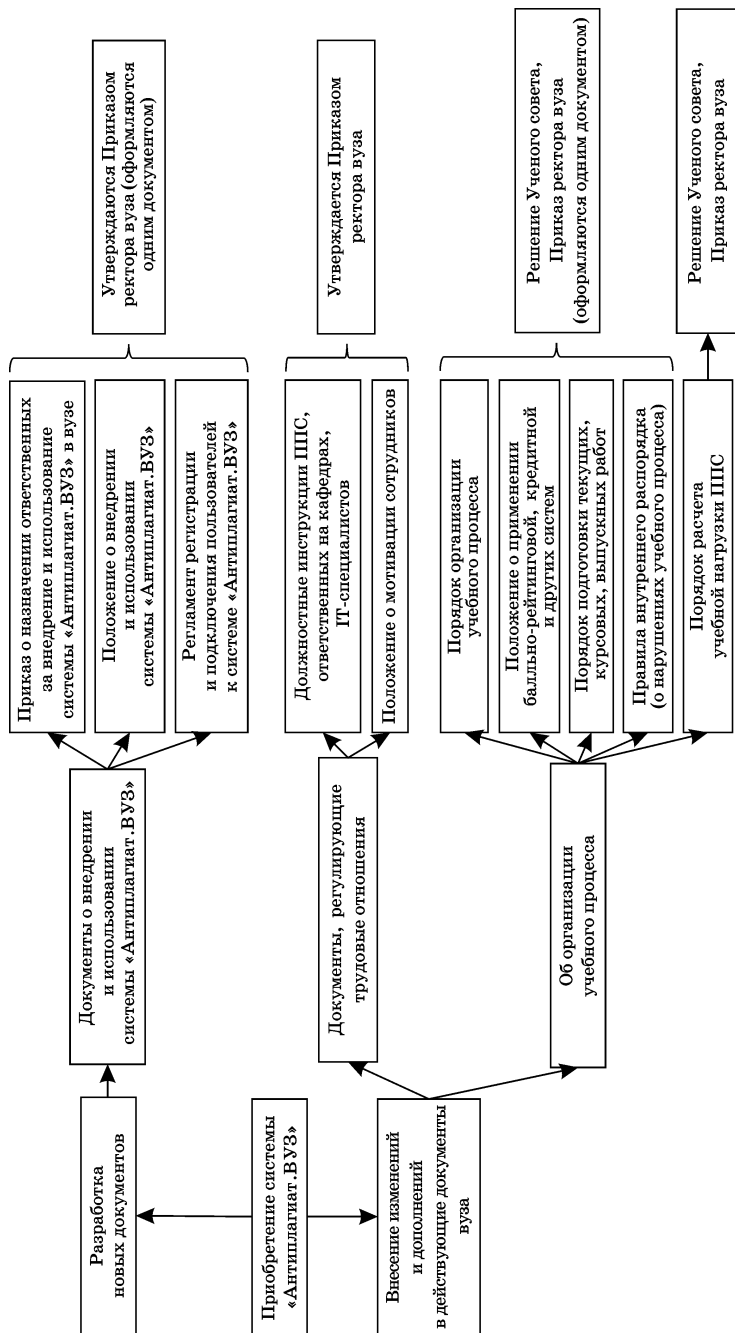 Разработка
новых документов
Приобретение системы
«Антиплагиат.ВУЗ»
Внесение изменений
и дополнений
в действующие документы
вуза
Документы о внедрении
и использовании
системы «Антиплагиат.ВУЗ»
Документы, регулирующие
трудовые отношения
Об организации
учебного процесса
Приказ о назначении ответственных
за внедрение и использование
системы «Антиплагиат.ВУЗ» в вузе
Положение о внедрении
и использовании
системы «Антиплагиат.ВУЗ»
Регламент регистрации
и подключения пользователей
к системе «Антиплагиат.ВУЗ»
Должностные инструкции ППС,
ответственных на кафедрах,
IT-специалистов
Положение о мотивации сотрудников
Порядок организации
учебного процесса
Положение о применении
балльно-рейтинговой, кредитной
и других систем
Порядок подготовки текущих,
курсовых, выпускных работ
Правила внутреннего распорядка
(о нарушениях учебного процесса)
Порядок расчета
учебной нагрузки ППС
Утверждаются Приказом
ректора вуза (оформляются
одним документом)
Утверждается Приказом
ректора вуза
Решение Ученого совета,
Приказ ректора вуза
(оформляются одним документом)
Решение Ученого совета,
Приказ ректора вуза